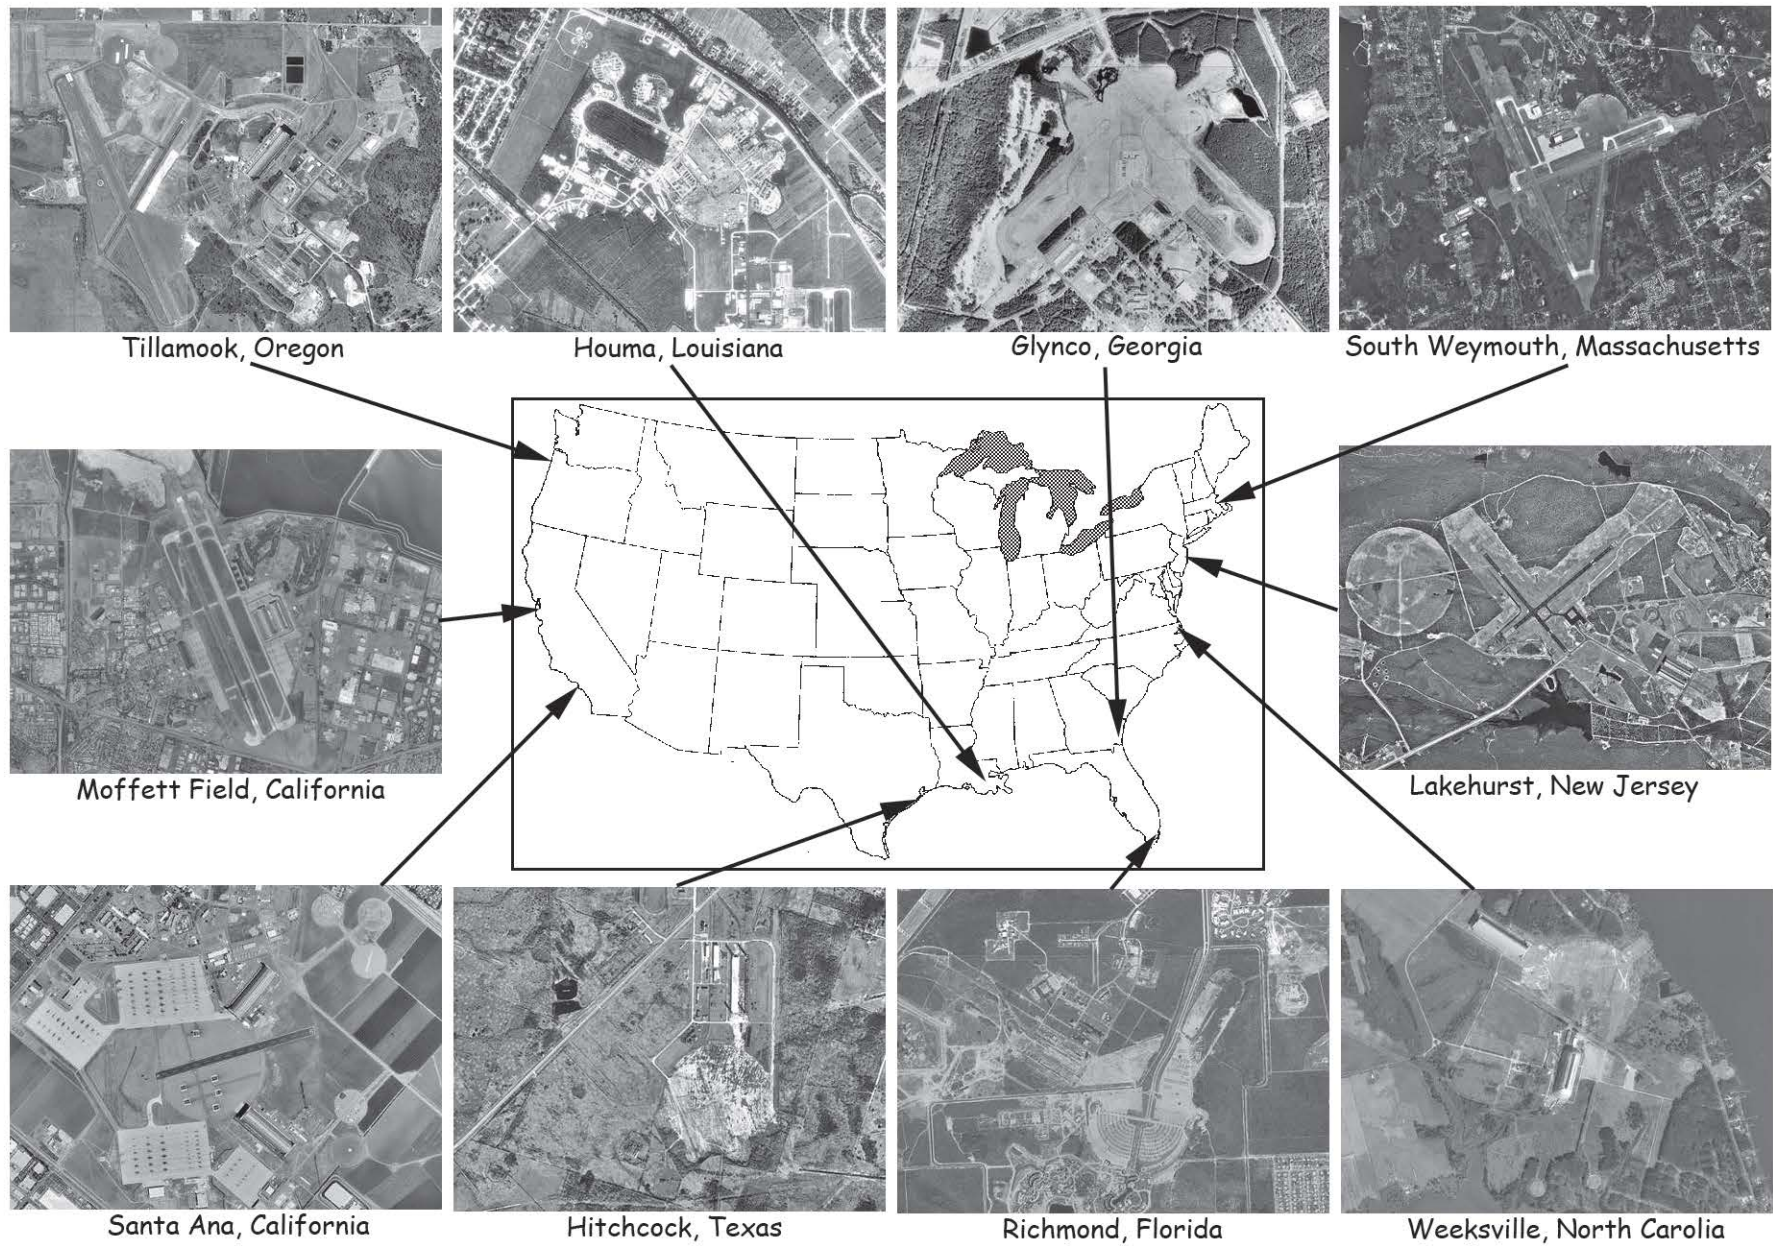 Tillamook, Oregon
Houma, Louisiana
Glynco, Georgia
South Weymouth, Massachusetts
Moffett Field, California
Lakehurst, New Jersey
Santa Ana, California
Hitchcock, Texas
Richmond, Florida
Weeksville, North Carolia